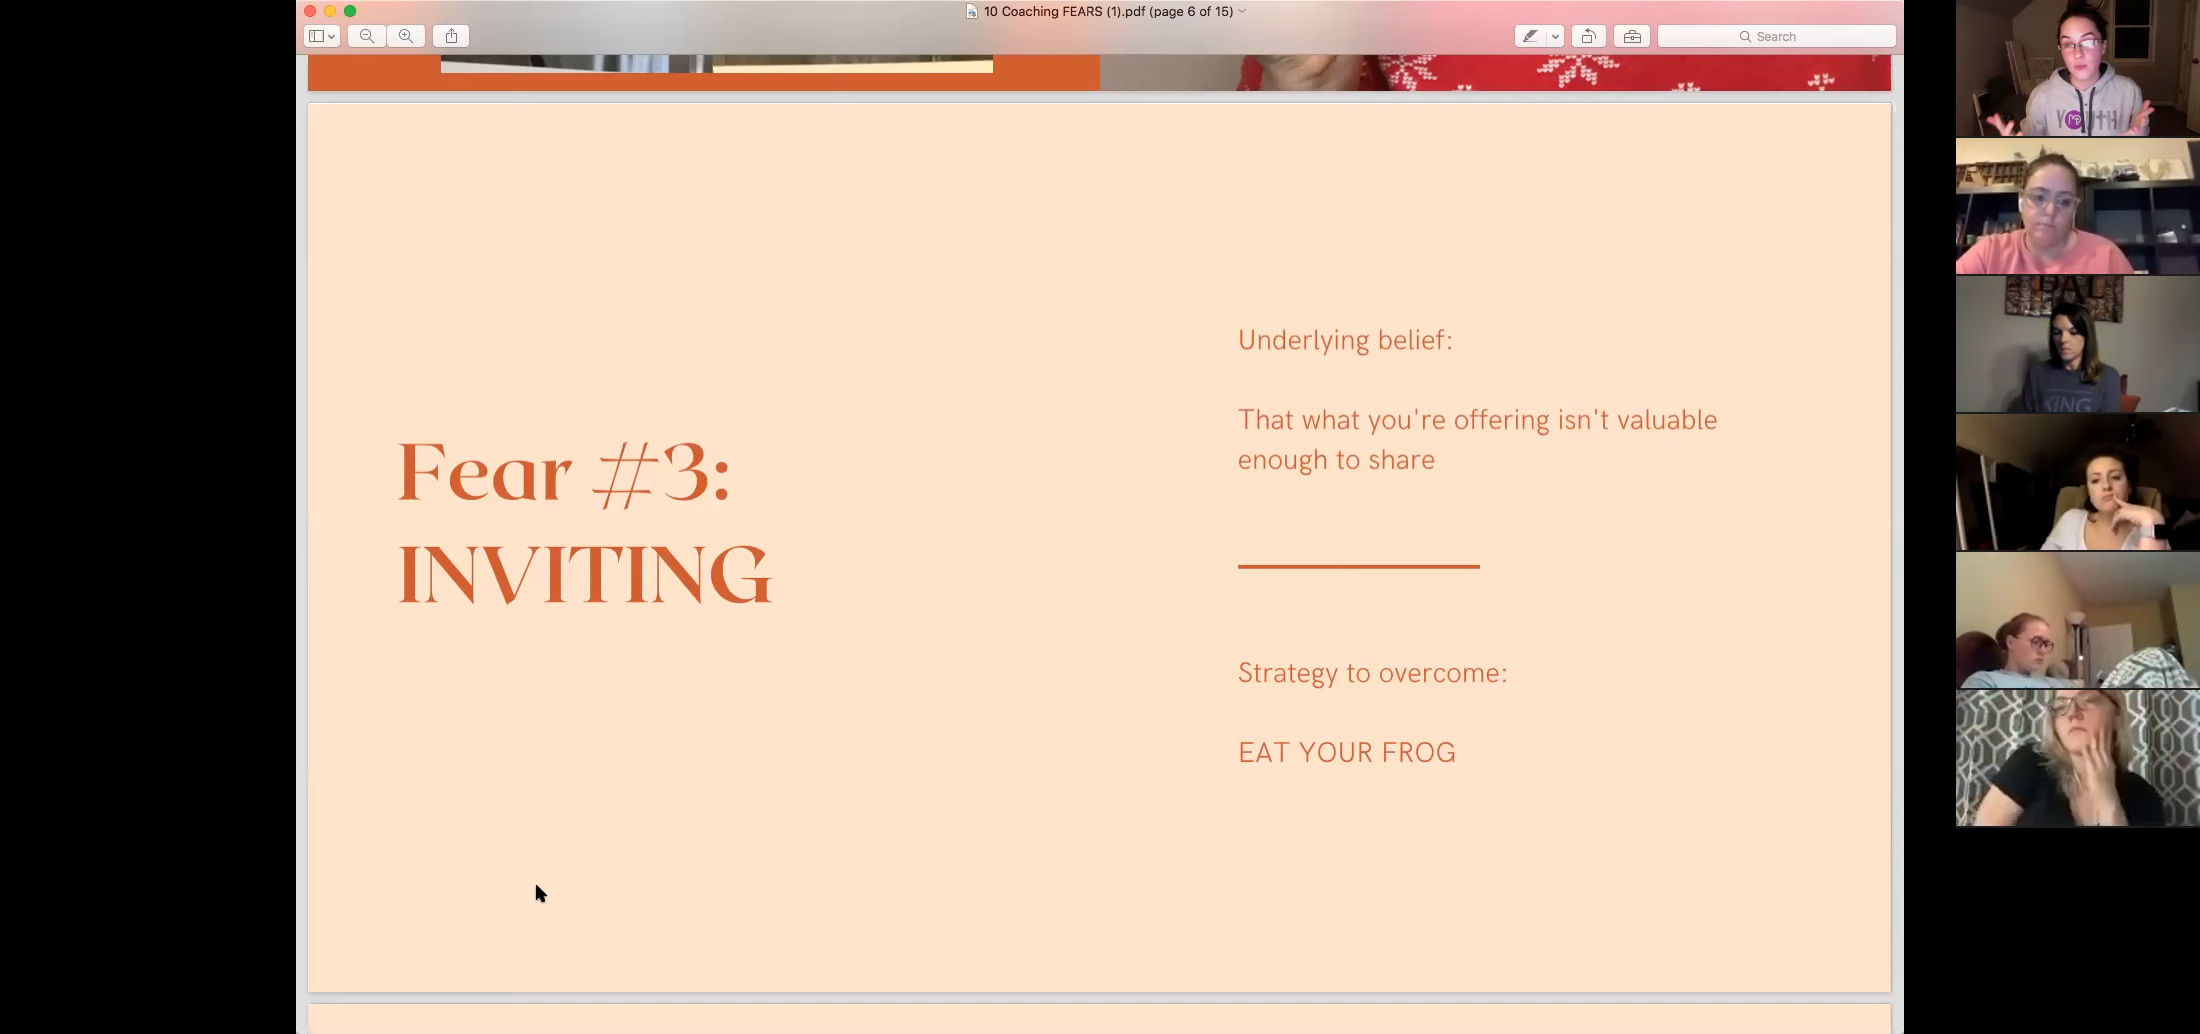 10 Coaching FEARS (1).pdf (page 6 of 15)
Search
Fear #3:
INVITING
Underlying belief:
That what you're offering isn't valuable
enough to share
Strategy to overcome:
EAT YOUR FROG